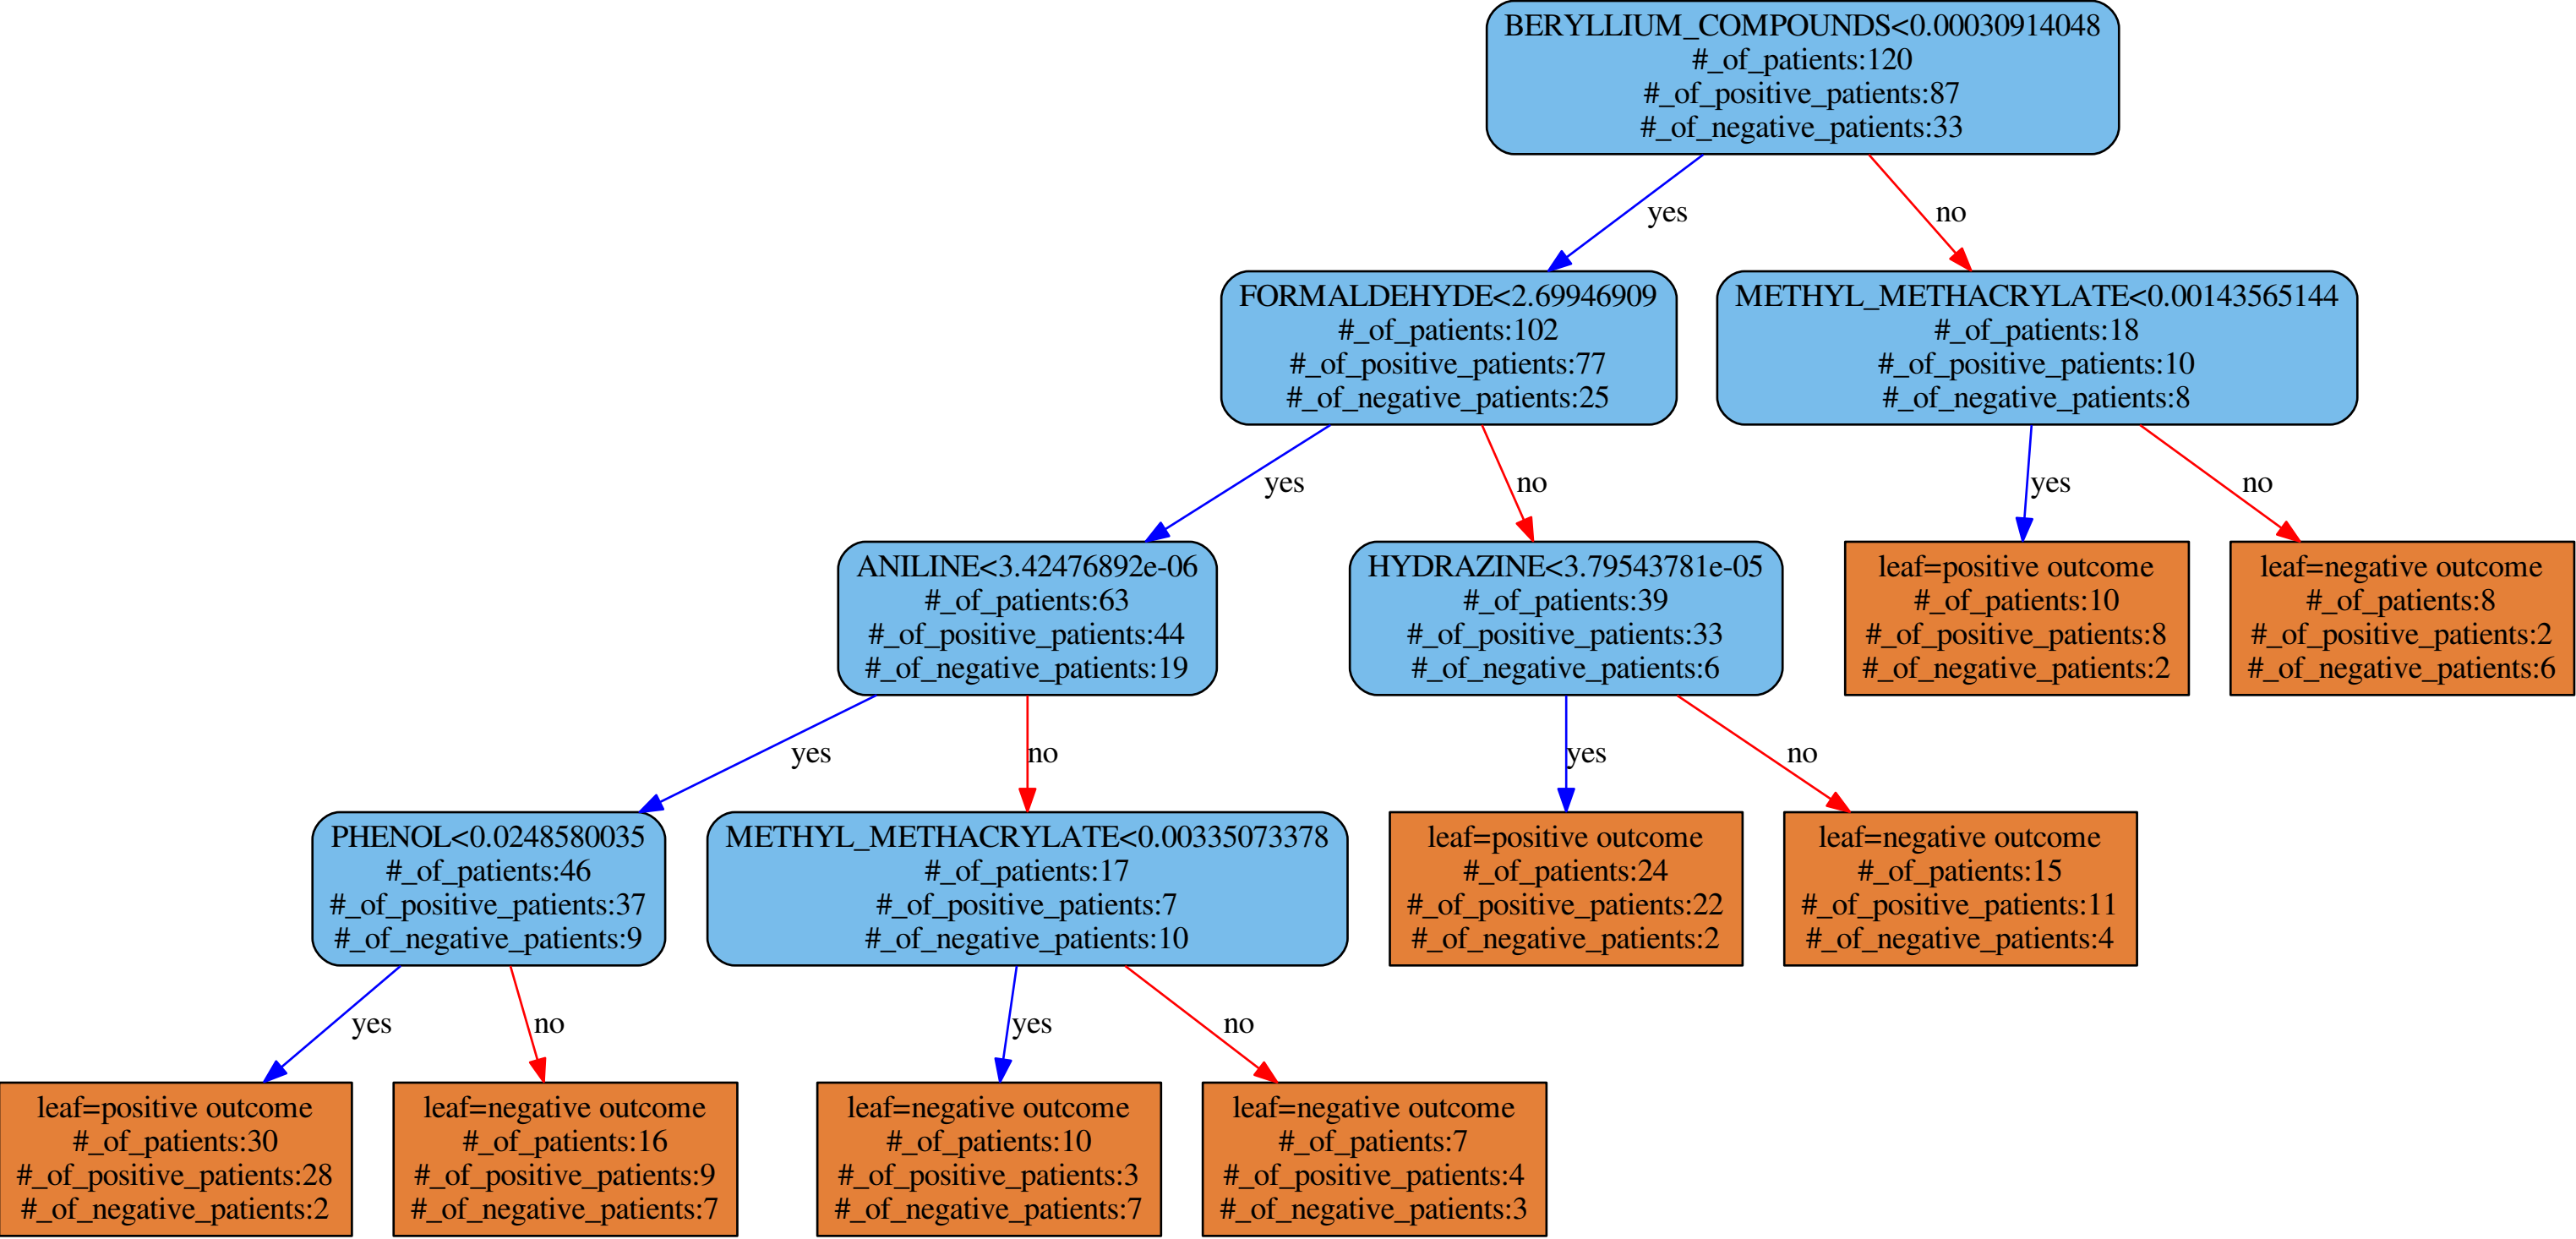 BERYLLIUM_COMPOUNDS<0.00030914048
#_of_patients:120
#_of_positive_patients:87
#_of_negative_patients:33
yes
no
FORMALDEHYDE<2.69946909
#_of_patients:102
#_of_positive_patients:77
#_of_negative_patients:25
METHYL_METHACRYLATE<0.00143565144
#_of_patients:18
#_of_positive_patients:10
#_of_negative_patients:8
yes
no
yes
no
ANILINE<3.42476892e-06
#_of_patients:63
#_of_positive_patients:44
#_of_negative_patients:19
HYDRAZINE<3.79543781e-05
#_of_patients:39
#_of_positive_patients:33
#_of_negative_patients:6
leaf=positive outcome
#_of_patients:10
#_of_positive_patients:8
#_of_negative_patients:2
leaf=negative outcome
#_of_patients:8
#_of_positive_patients:2
#_of_negative_patients:6
yes
no
yes
no
PHENOL<0.0248580035
#_of_patients:46
#_of_positive_patients:37
#_of_negative_patients:9
METHYL_METHACRYLATE<0.00335073378
#_of_patients:17
#_of_positive_patients:7
#_of_negative_patients:10
leaf=positive outcome
#_of_patients:24
#_of_positive_patients:22
#_of_negative_patients:2
leaf=negative outcome
#_of_patients:15
#_of_positive_patients:11
#_of_negative_patients:4
yes
no
yes
no
leaf=positive outcome
#_of_patients:30
#_of_positive_patients:28
#_of_negative_patients:2
leaf=negative outcome
#_of_patients:16
#_of_positive_patients:9
#_of_negative_patients:7
leaf=negative outcome
#_of_patients:10
#_of_positive_patients:3
#_of_negative_patients:7
leaf=negative outcome
#_of_patients:7
#_of_positive_patients:4
#_of_negative_patients:3